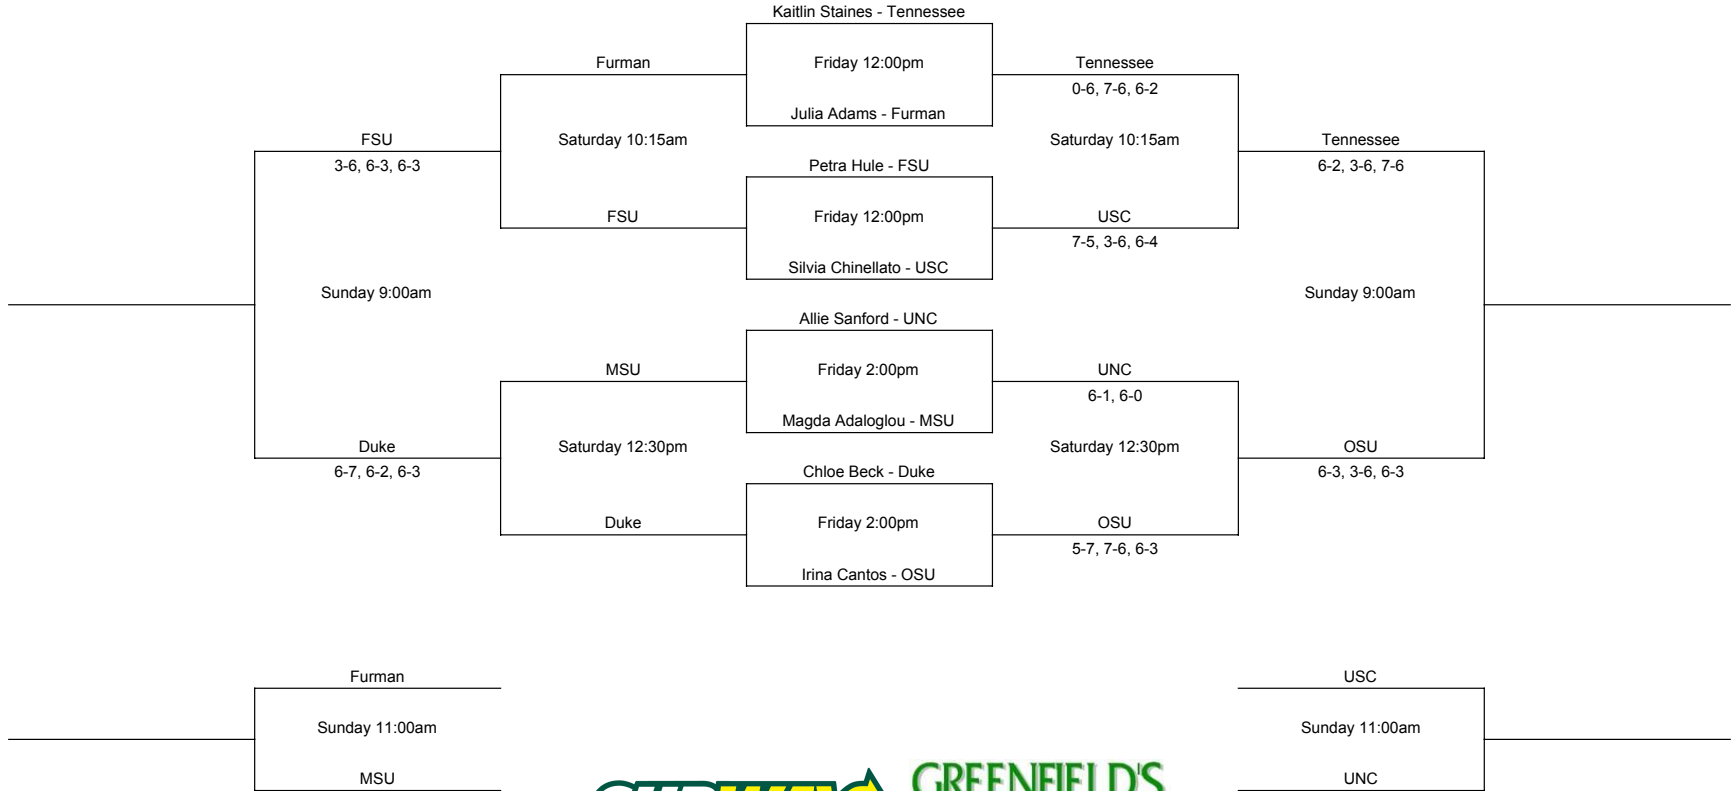 Kaitlin Staines - Tennessee
Furman
Friday 12:00pm
Tennessee
0-6, 7-6, 6-2
Julia Adams - Furman
FSU
Saturday 10:15am
Saturday 10:15am
Tennessee
3-6, 6-3, 6-3
Petra Hule - FSU
6-2, 3-6, 7-6
FSU
Friday 12:00pm
USC
7-5, 3-6, 6-4
Silvia Chinellato - USC
Sunday 9:00am
Sunday 9:00am
Allie Sanford - UNC
MSU
Friday 2:00pm
UNC
6-1, 6-0
Magda Adaloglou - MSU
Duke
Saturday 12:30pm
Saturday 12:30pm
OSU
6-7, 6-2, 6-3
Chloe Beck - Duke
6-3, 3-6, 6-3
Duke
Friday 2:00pm
OSU
5-7, 7-6, 6-3
Irina Cantos - OSU
Furman
USC
Sunday 11:00am
Sunday 11:00am
MSU
SUBWAY
GREENFIELD'S
UNC